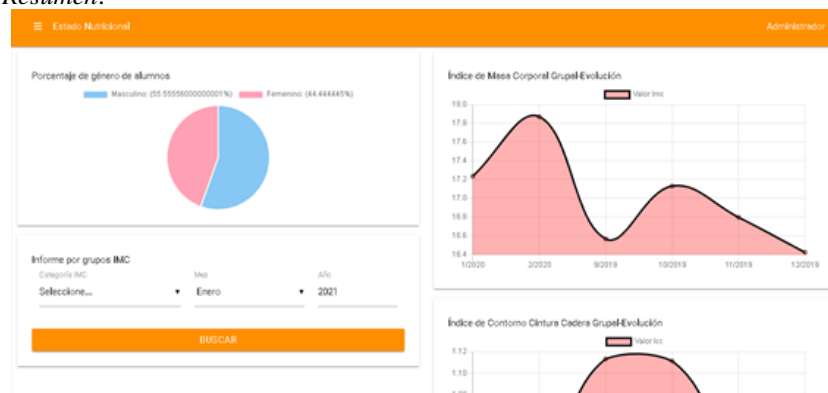 Resumen:
☰ Estado Nutricional
Administrador
Porcentaje de género de alumnos
Masculino: (55.55556000000001%) Femenino: (44.444445%)
Informe por grupos IMC
Categoría IMC Mes Año
Seleccione... Enero 2021
BUSCAR
Índice de Masa Corporal Grupal-Evolución
Valor Imc
18.0
17.8
17.6
17.4
17.2
17.0
16.8
16.6
16.4
1/2020 2/2020 9/2019 10/2019 11/2019 12/2019
Índice de Contorno Cintura Cadera Grupal-Evolución
Valor Icc
1.12
1.10